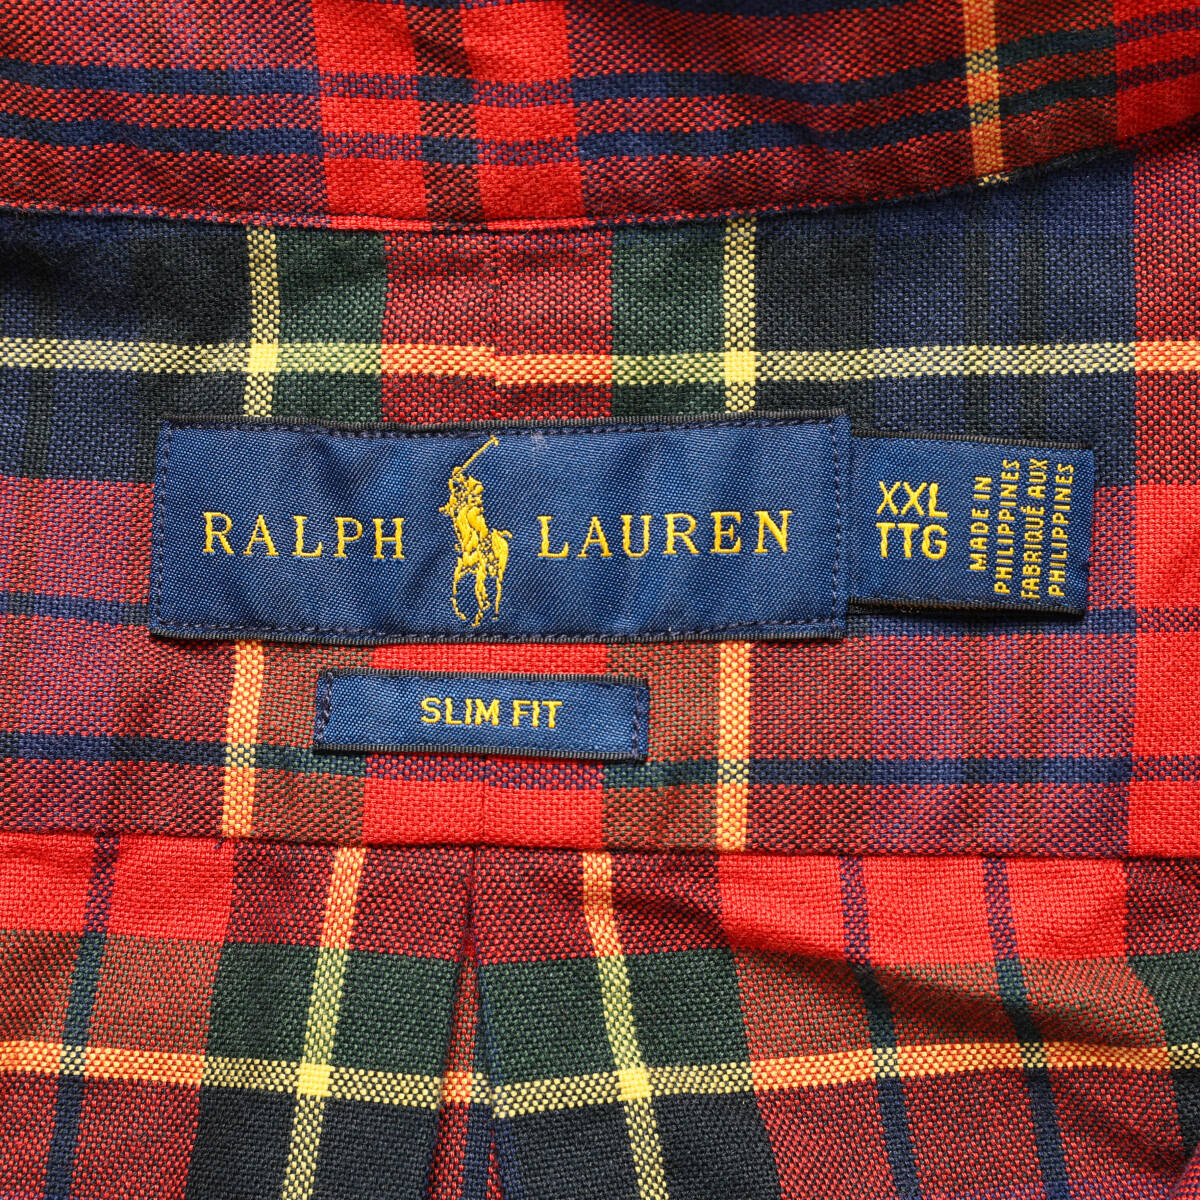 RALPH LAUREN
XXL
TTG
MADE IN
PHILIPPINES
FABRIQUÉ AUX
PHILIPPINES
SLIM FIT